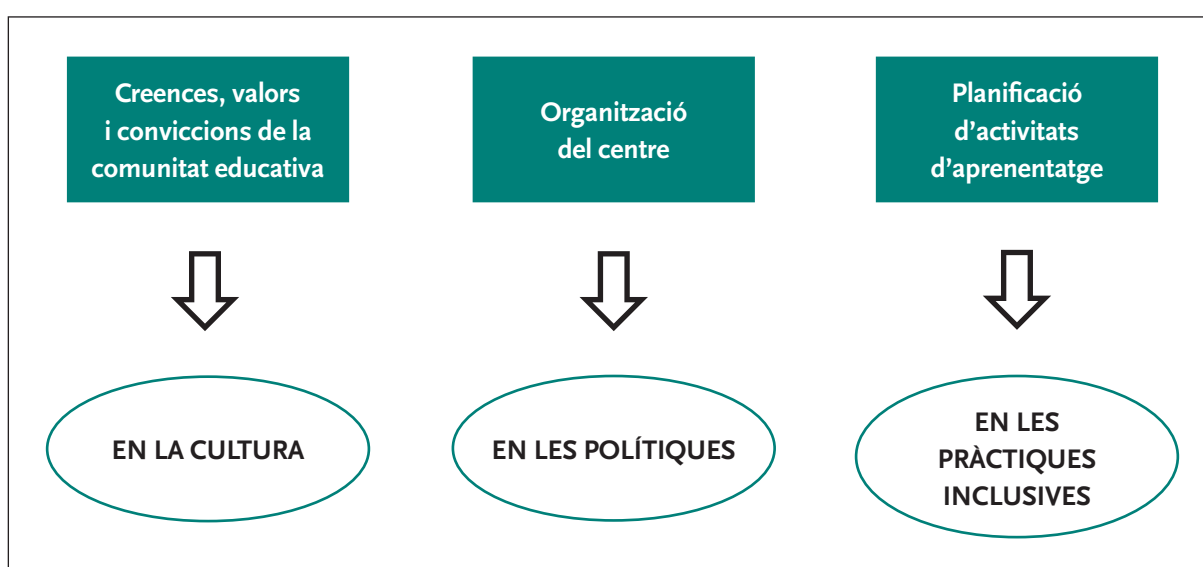 Creences, valors
i conviccions de la
comunitat educativa
Organització
del centre
Planificació
d’activitats
d’aprenentatge
EN LA CULTURA
EN LES POLÍTIQUES
EN LES
PRÀCTIQUES
INCLUSIVES